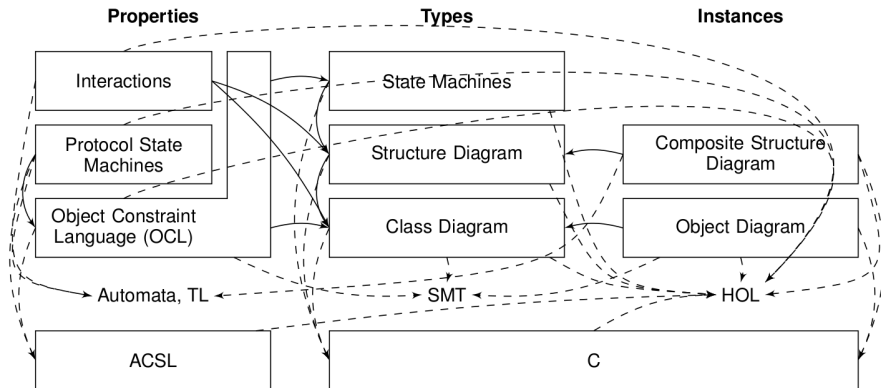 Properties
Types
Instances
Interactions
State Machines
Protocol State
Machines
Structure Diagram
Composite Structure
Diagram
Object Constraint
Language (OCL)
Class Diagram
Object Diagram
Automata, TL
SMT
HOL
ACSL
C